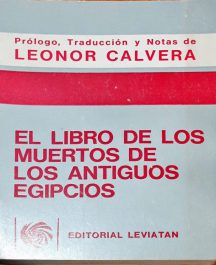 Prólogo, Traducción y Notas de
LEONOR CALVERA
EL LIBRO DE LOS
MUERTOS DE
LOS ANTIGUOS
EGIPCIOS
EDITORIAL LEVIATAN